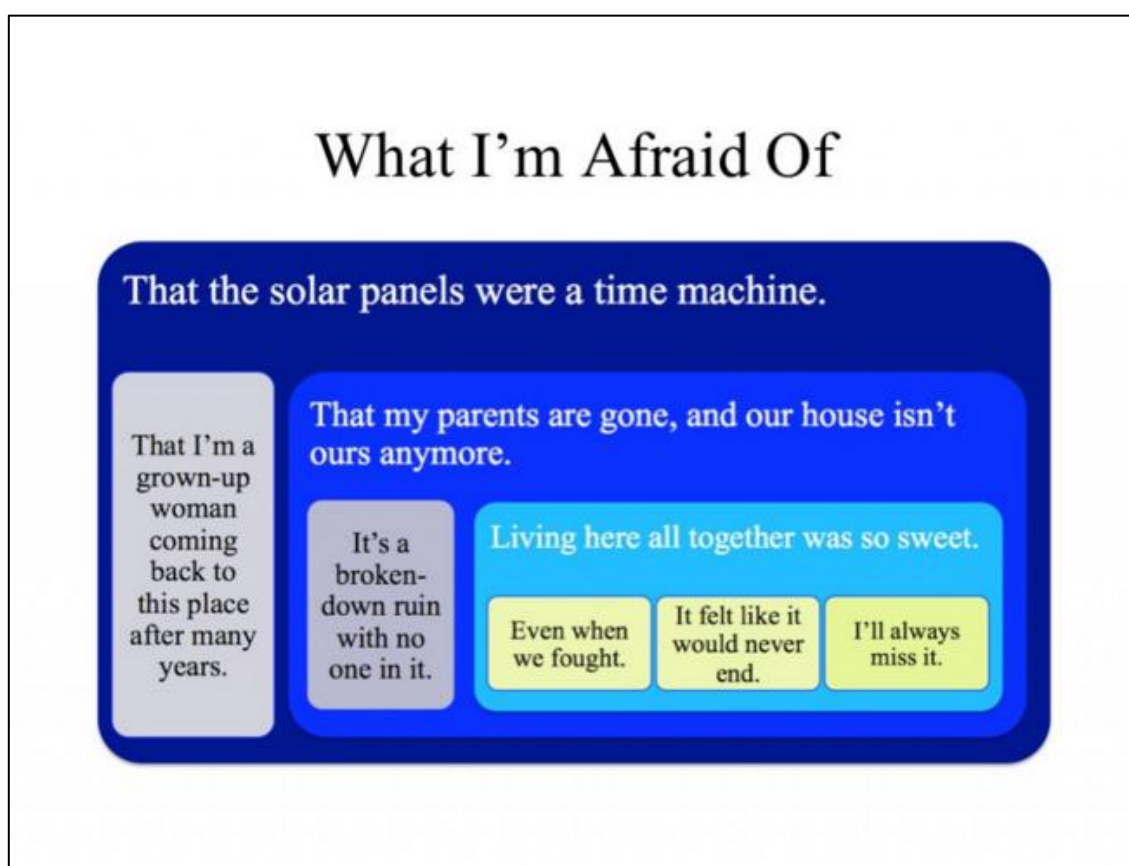 What I’m Afraid Of
That the solar panels were a time machine.
That I’m a
grown-up
woman
coming
back to
this place
after many
years.
That my parents are gone, and our house isn’t
ours anymore.
It’s a
broken-
down ruin
with no
one in it.
Living here all together was so sweet.
Even when
we fought.
It felt like it
would never
end.
I’ll always
miss it.